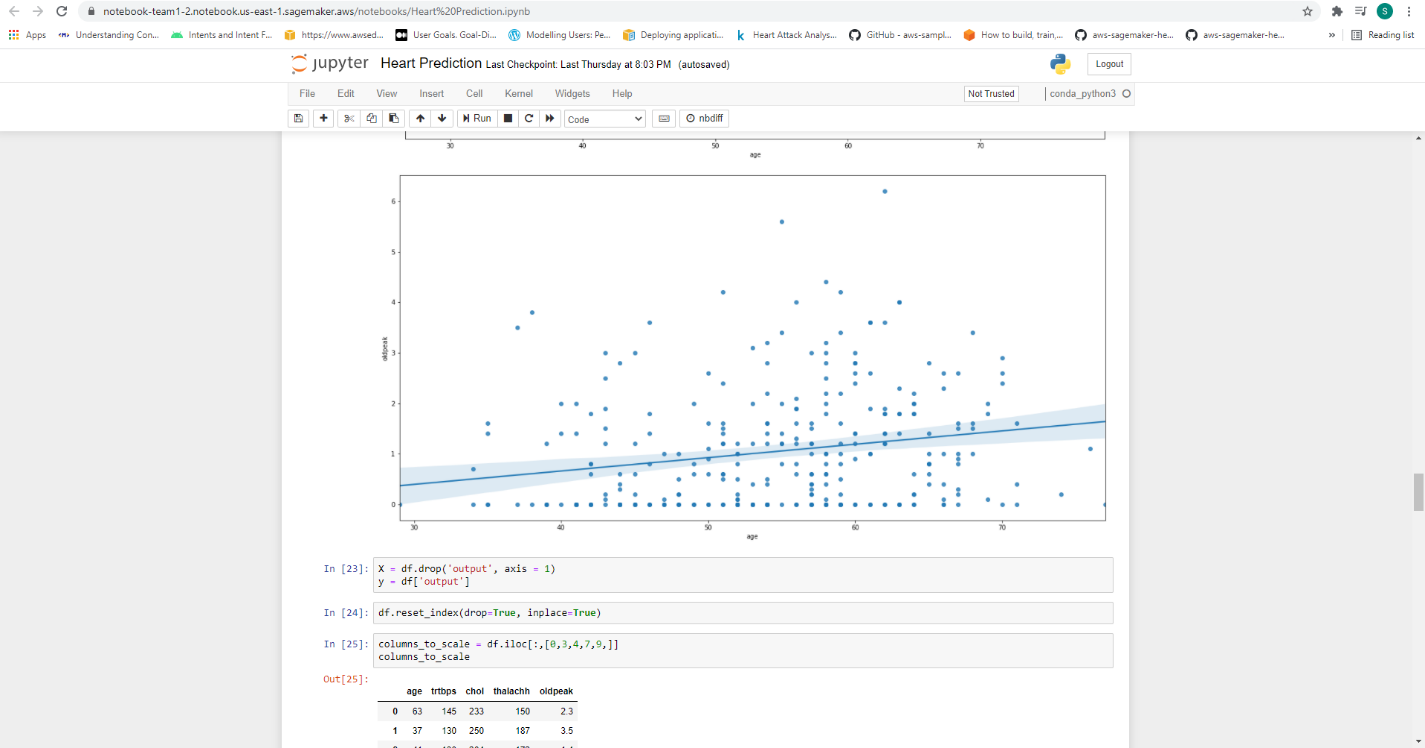 notebook-team1-2.notebook.us-east-1.sagemaker.aws/notebooks/Heart%20Prediction.ipynb
S
Apps Understanding Con... Intents and Intent F... https://www.awsed... User Goals. Goal-Di... Modelling Users: Pe... Deploying applicati... Heart Attack Analys... GitHub - aws-sampl... How to build, train,... aws-sagemaker-he... aws-sagemaker-he... » Reading list
jupyter Heart Prediction Last Checkpoint: Last Thursday at 8:03 PM (autosaved) Logout
File Edit View Insert Cell Kernel Widgets Help Not Trusted conda_python3
Run Code nbdiff
30 40 50 60 70
age
6
5
4
3
2
1
0
oldpeak
30 40 50 60 70
age
In [23]: X = df.drop('output', axis = 1)
y = df['output']
In [24]: df.reset_index(drop=True, inplace=True)
In [25]: columns_to_scale = df.iloc[:,[0,3,4,7,9,]]
columns_to_scale
Out[25]:
age trtbps chol thalachh oldpeak
0 63 145 233 150 2.3
1 37 130 250 187 3.5